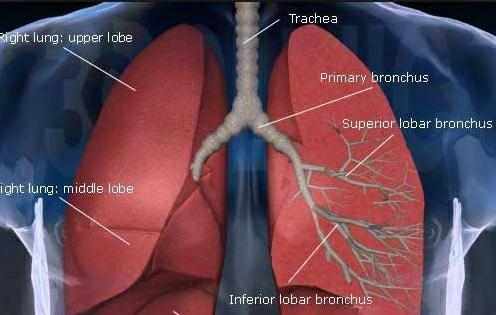 Trachea
Right lung: upper lobe
Primary bronchus
Superior lobar bronchus
ight lung: middle lobe
Inferior lobar bronchus